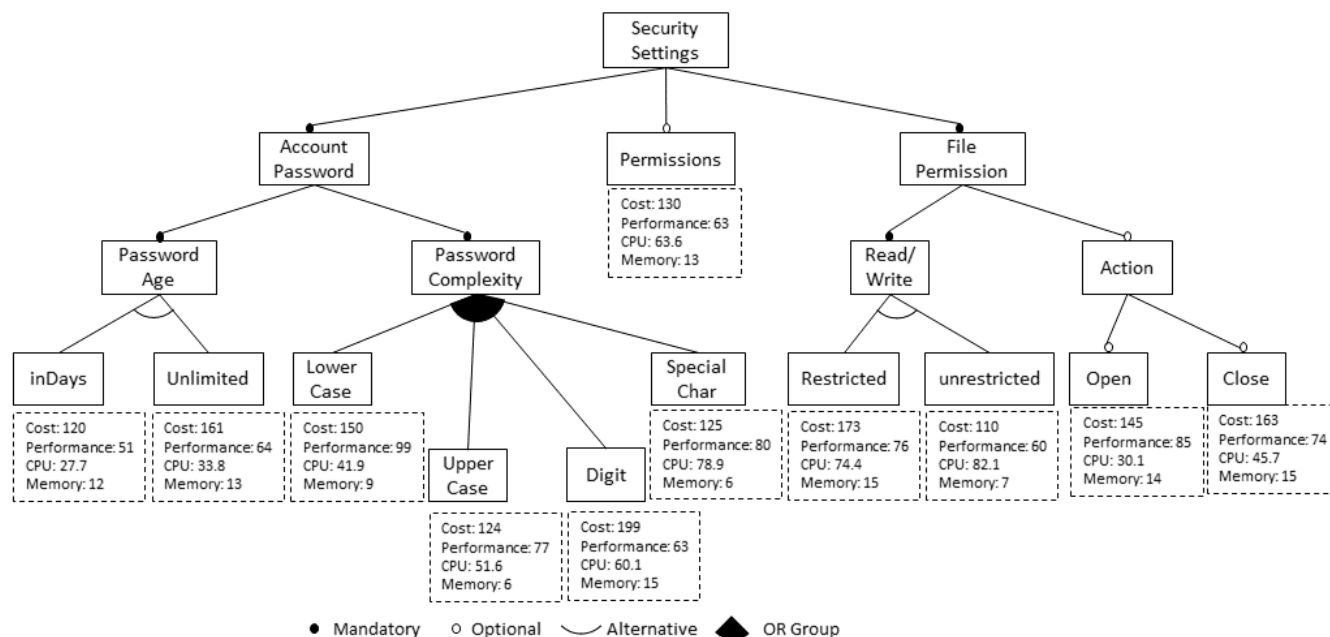 Security
Settings
Account
Password
Permissions
File
Permission
Cost: 130
Performance: 63
CPU: 63.6
Memory: 13
Password
Age
Password
Complexity
Read/
Write
Action
inDays
Unlimited
Lower
Case
Special
Char
Restricted
unrestricted
Open
Close
Cost: 120
Performance: 51
CPU: 27.7
Memory: 12
Cost: 161
Performance: 64
CPU: 33.8
Memory: 13
Cost: 150
Performance: 99
CPU: 41.9
Memory: 9
Cost: 125
Performance: 80
CPU: 78.9
Memory: 6
Cost: 173
Performance: 76
CPU: 74.4
Memory: 15
Cost: 110
Performance: 60
CPU: 82.1
Memory: 7
Cost: 145
Performance: 85
CPU: 30.1
Memory: 14
Cost: 163
Performance: 74
CPU: 45.7
Memory: 15
Upper
Case
Digit
Cost: 124
Performance: 77
CPU: 51.6
Memory: 6
Cost: 199
Performance: 63
CPU: 60.1
Memory: 15
Mandatory
Optional
Alternative
OR Group